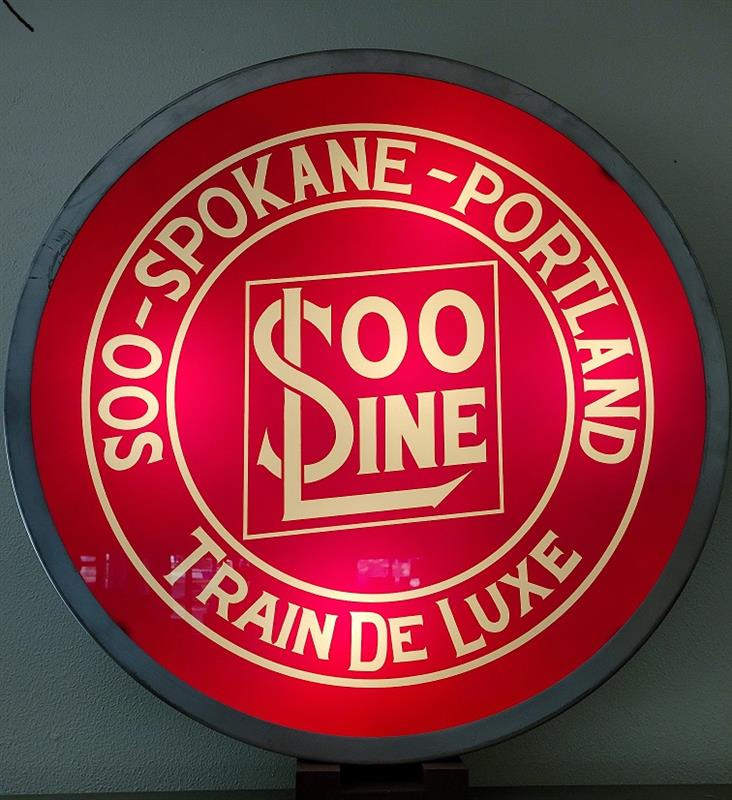 SOO-SPOKANE-PORTLAND
SOO
LINE
TRAIN DE LUXE